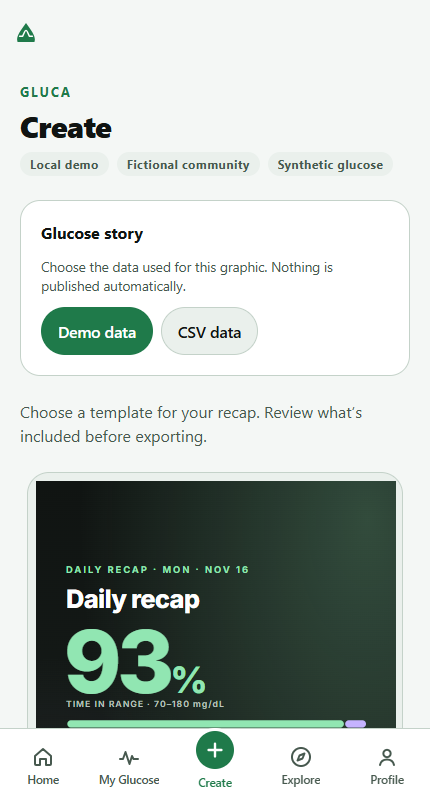 GLUCA
Create
Local demo
Fictional community
Synthetic glucose
Glucose story
Choose the data used for this graphic. Nothing is
published automatically.
Demo data
CSV data
Choose a template for your recap. Review what's
included before exporting.
DAILY RECAP · MON · NOV 16
Daily recap
93%
TIME IN RANGE · 70–180 mg/dL
Home
My Glucose
Create
Explore
Profile